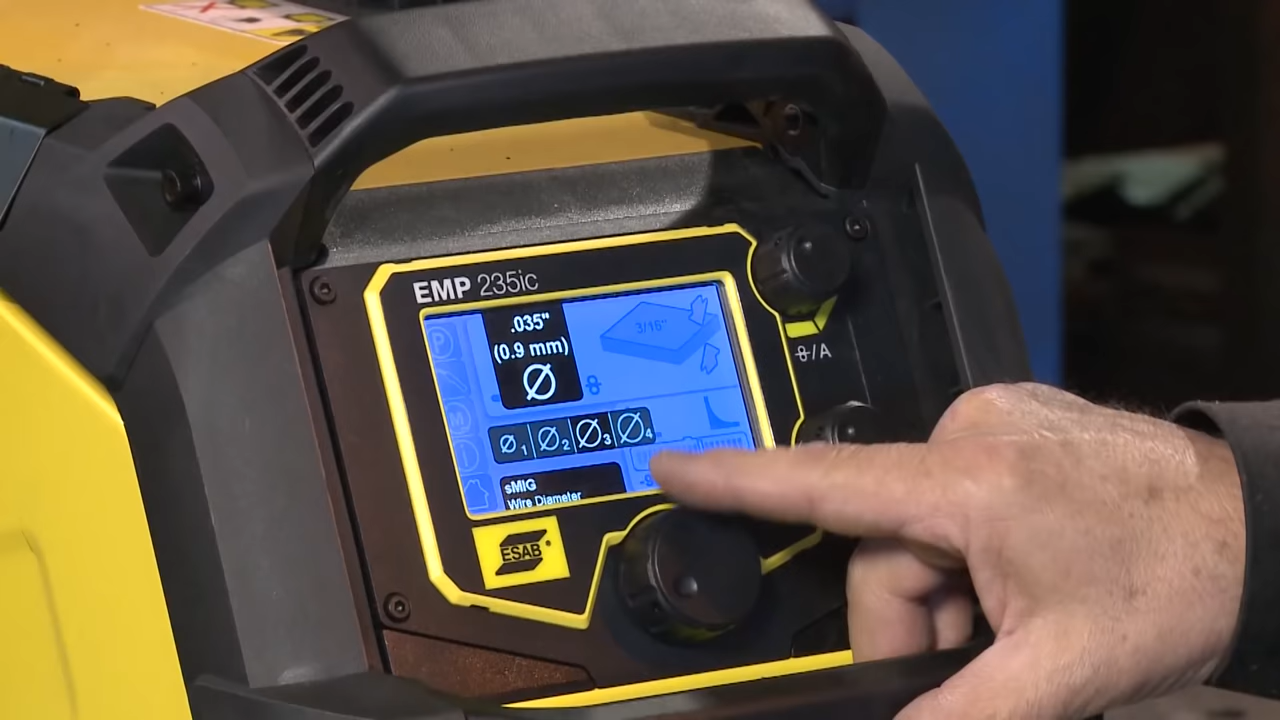 EMP 235ic
.035"
(0.9 mm)
Ø
3/16"
P
M
i
Ø1 Ø2 Ø3 Ø4
sMIG
Wire Diameter
ESAB
/A